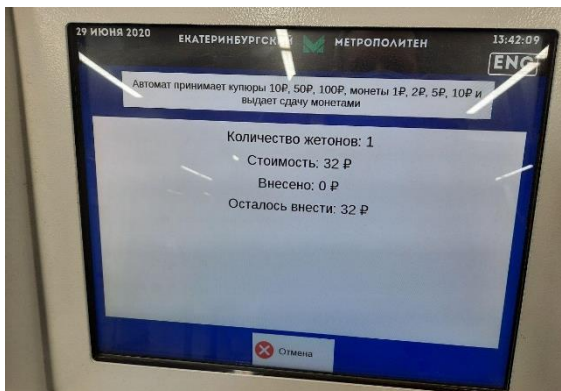 29 ИЮНЯ 2020
ЕКАТЕРИНБУРГСКИЙ МЕТРОПОЛИТЕН
13:42:09
ENG
Автомат принимает купюры 10₽, 50₽, 100₽, монеты 1₽, 2₽, 5₽, 10₽ и
выдает сдачу монетами
Количество жетонов: 1
Стоимость: 32 ₽
Внесено: 0 ₽
Осталось внести: 32 ₽
Отмена